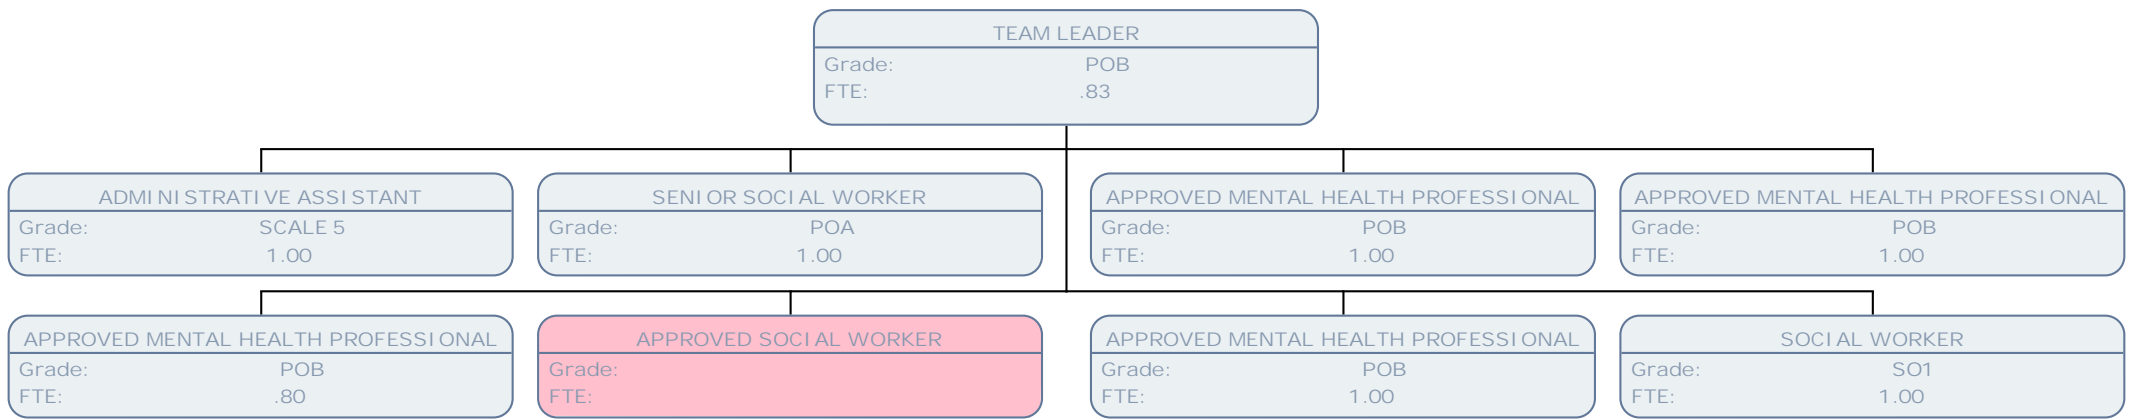 TEAM LEADER
Grade: POB
FTE: .83
ADMINISTRATIVE ASSISTANT
Grade: SCALE 5
FTE: 1.00
SENIOR SOCIAL WORKER
Grade: POA
FTE: 1.00
APPROVED MENTAL HEALTH PROFESSIONAL
Grade: POB
FTE: 1.00
APPROVED MENTAL HEALTH PROFESSIONAL
Grade: POB
FTE: 1.00
APPROVED MENTAL HEALTH PROFESSIONAL
Grade: POB
FTE: .80
APPROVED SOCIAL WORKER
Grade:
FTE:
APPROVED MENTAL HEALTH PROFESSIONAL
Grade: POB
FTE: 1.00
SOCIAL WORKER
Grade: SO1
FTE: 1.00